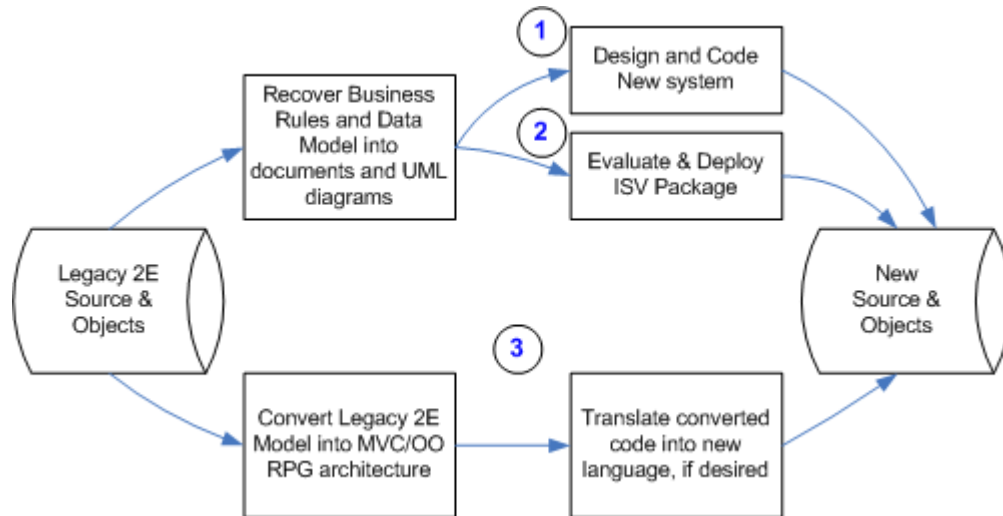 1
Design and Code
New system
Recover Business
Rules and Data
Model into
documents and UML
diagrams
2
Evaluate & Deploy
ISV Package
Legacy 2E
Source &
Objects
New
Source &
Objects
3
Convert Legacy 2E
Model into MVC/OO
RPG architecture
Translate converted
code into new
language, if desired